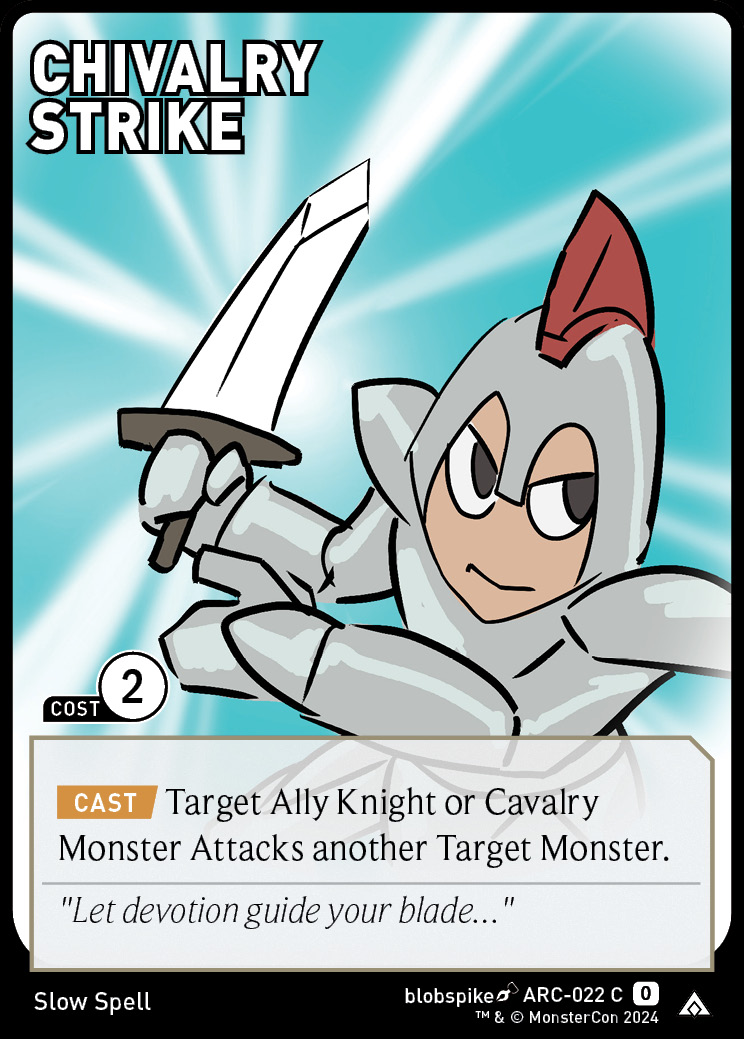 CHIVALRY
STRIKE
COST 2
CAST Target Ally Knight or Cavalry
Monster Attacks another Target Monster.
"Let devotion guide your blade..."
Slow Spell
blobspike ARC-022 C 0
™ & © MonsterCon 2024